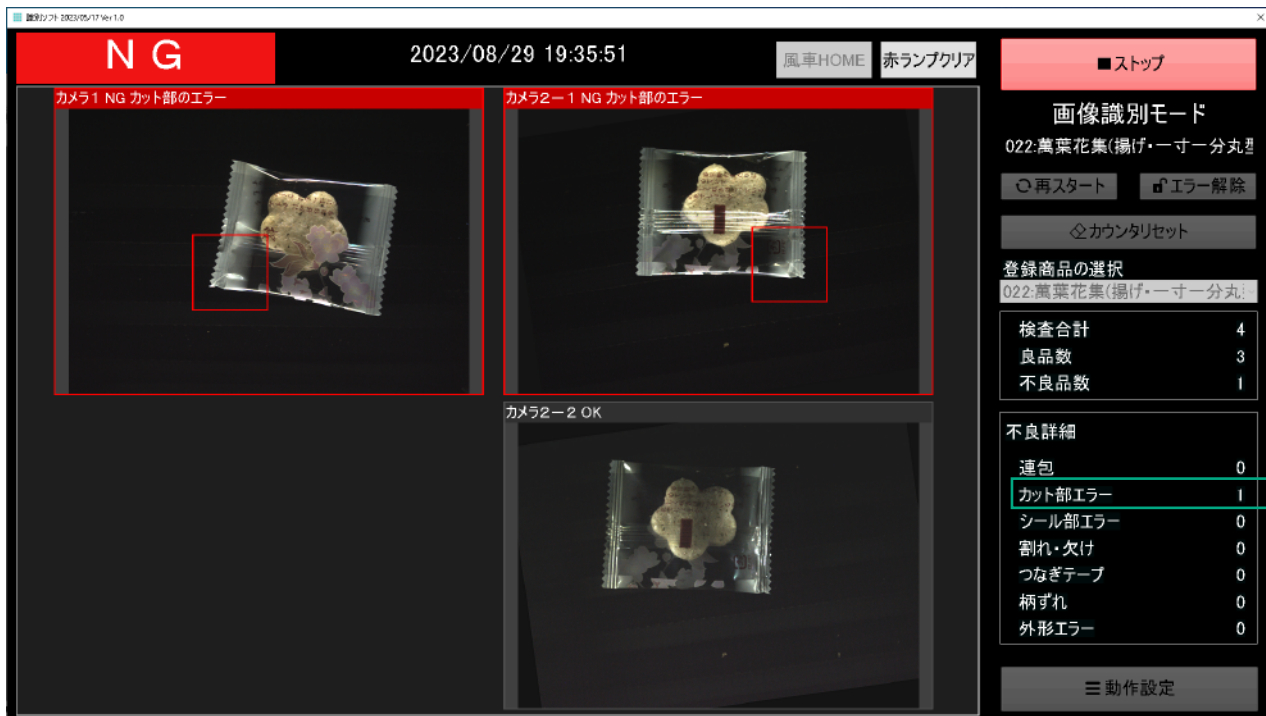 識別ソフト 2023/05/17 Ver 1.0
NG
2023/08/29 19:35:51
風車HOME
赤ランプクリア
■ストップ
カメラ1 NG カット部のエラー
カメラ2－1 NG カット部のエラー
カメラ2－2 OK
画像識別モード
022:萬葉花集(揚げ・一寸一分丸型
再スタート
エラー解除
カウンタリセット
登録商品の選択
022:萬葉花集(揚げ・一寸一分丸
検査合計 4
良品数 3
不良品数 1
不良詳細
連包 0
カット部エラー 1
シール部エラー 0
割れ・欠け 0
つなぎテープ 0
柄ずれ 0
外形エラー 0
動作設定